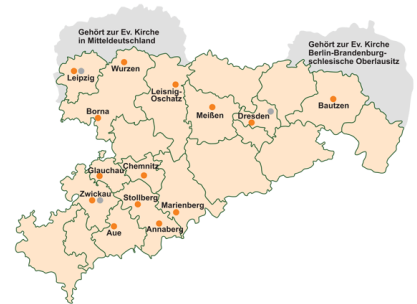 Gehört zur Ev. Kirche
in Mitteldeutschland
Gehört zur Ev. Kirche
Berlin-Brandenburg-
schlesische Oberlausitz
Leipzig
Wurzen
Leisnig-
Oschatz
Borna
Meißen
Dresden
Bautzen
Glauchau
Chemnitz
Zwickau
Stollberg
Marienberg
Aue
Annaberg